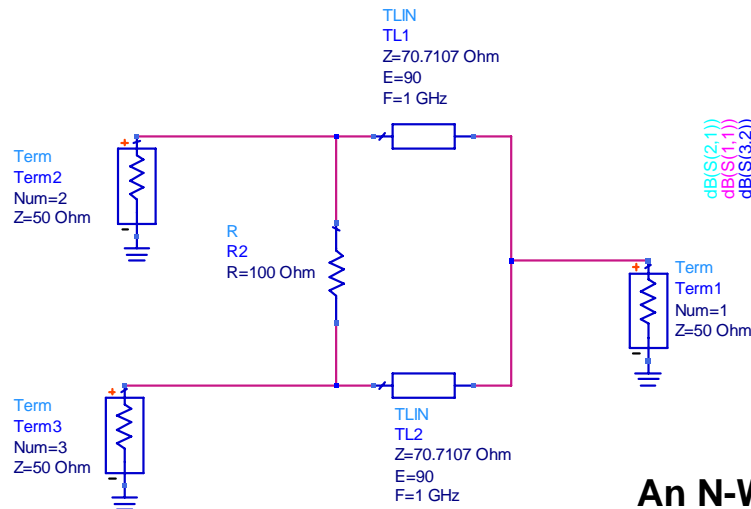 TLIN
TL1
Z=70.7107 Ohm
E=90
F=1 GHz
Term
Term2
Num=2
Z=50 Ohm
R
R2
R=100 Ohm
dB(S(2,1))
dB(S(1,1))
dB(S(3,2))
Term
Term1
Num=1
Z=50 Ohm
Term
Term3
Num=3
Z=50 Ohm
TLIN
TL2
Z=70.7107 Ohm
E=90
F=1 GHz
An N-W